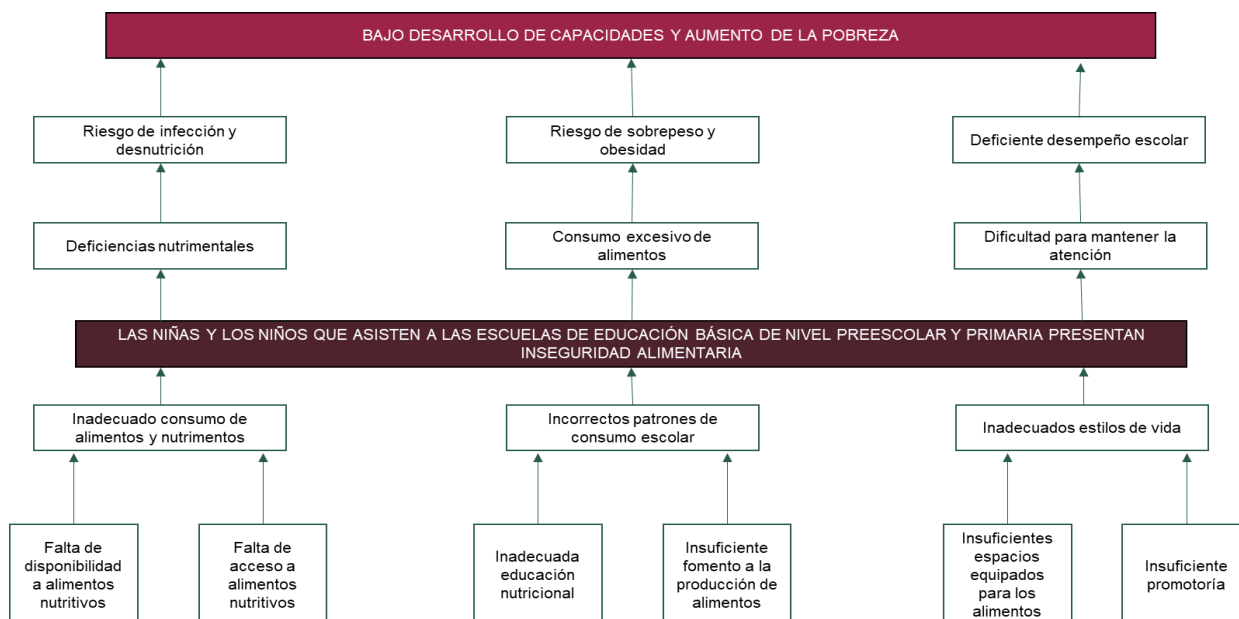 BAJO DESARROLLO DE CAPACIDADES Y AUMENTO DE LA POBREZA
Riesgo de infección y
desnutrición
Riesgo de sobrepeso y
obesidad
Deficiente desempeño escolar
Deficiencias nutrimentales
Consumo excesivo de
alimentos
Dificultad para mantener la
atención
LAS NIÑAS Y LOS NIÑOS QUE ASISTEN A LAS ESCUELAS DE EDUCACIÓN BÁSICA DE NIVEL PREESCOLAR Y PRIMARIA PRESENTAN
INSEGURIDAD ALIMENTARIA
Inadecuado consumo de
alimentos y nutrimentos
Incorrectos patrones de
consumo escolar
Inadecuados estilos de vida
Falta de
disponibilidad
a alimentos
nutritivos
Falta de
acceso a
alimentos
nutritivos
Inadecuada
educación
nutricional
Insuficiente
fomento a la
producción de
alimentos
Insuficientes
espacios
equipados
para los
alimentos
Insuficiente
promotoría